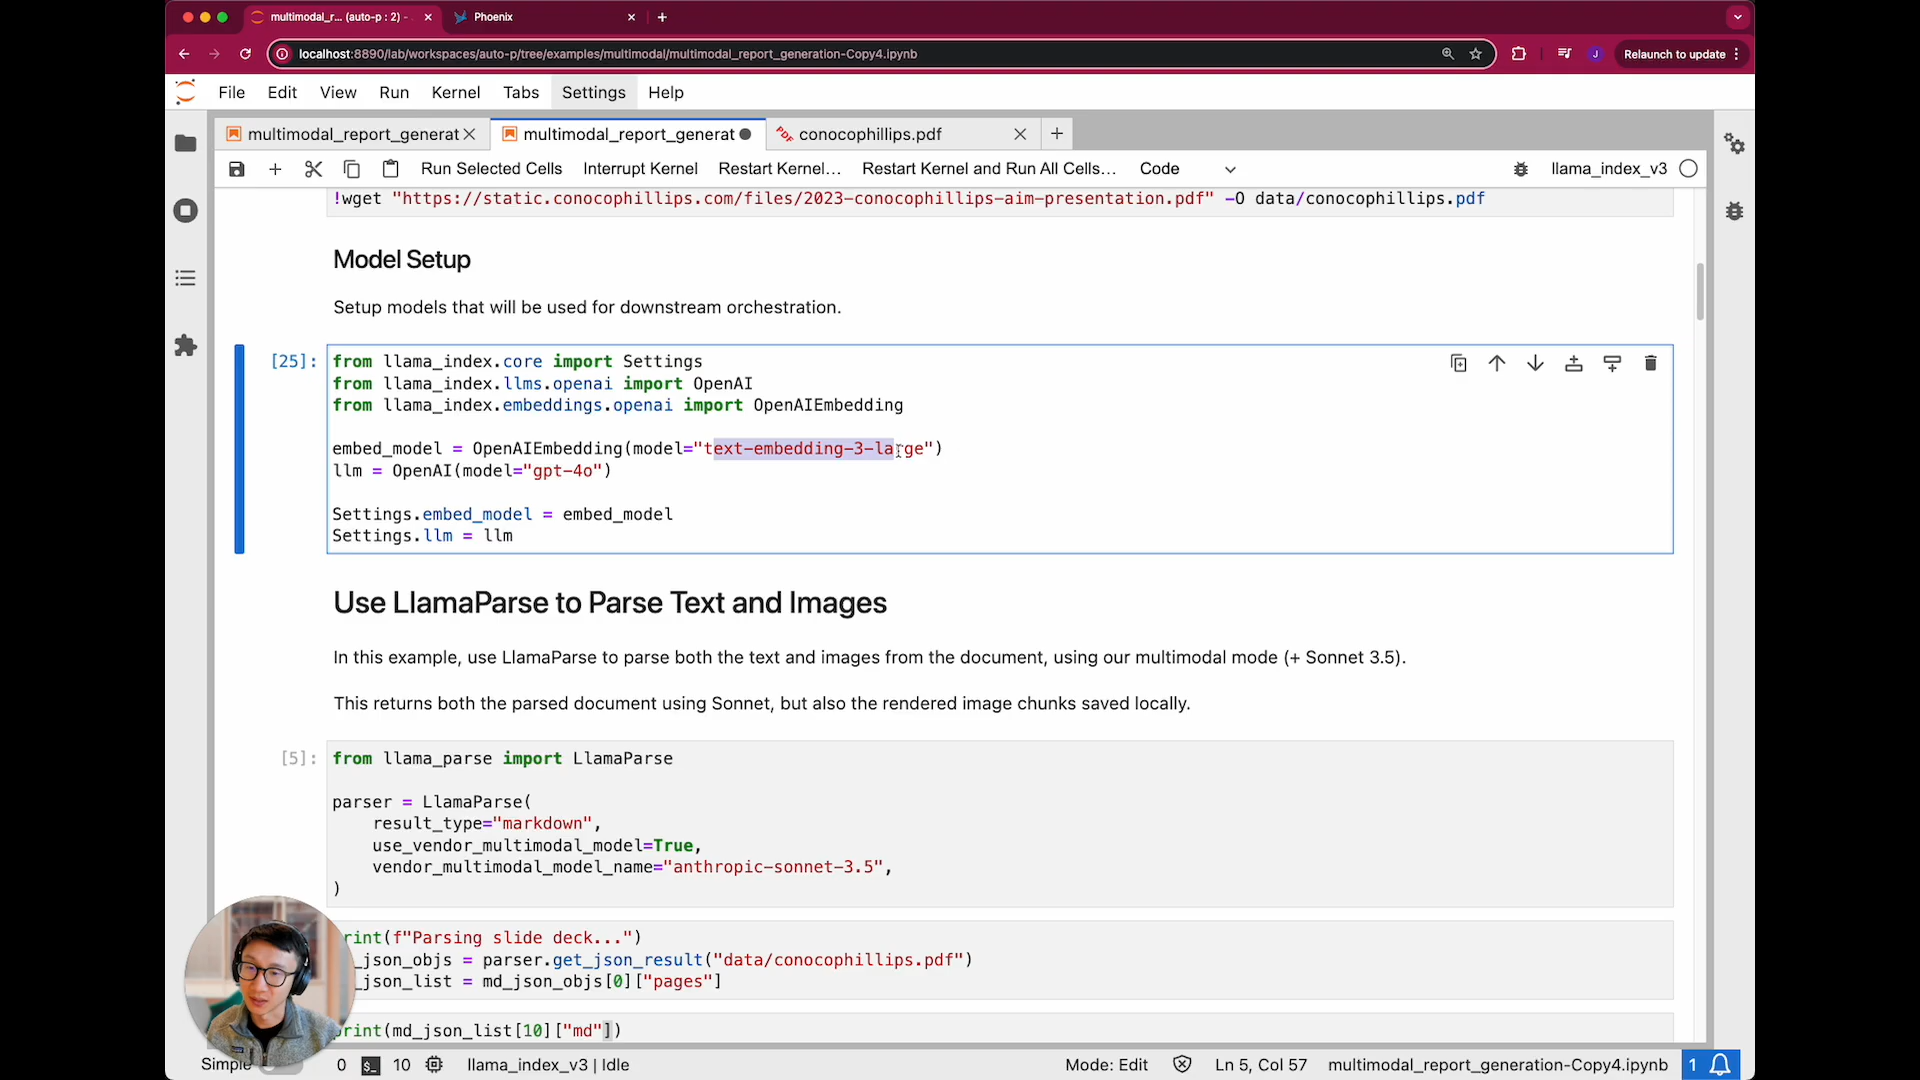 multimodal_r... (auto-p : 2) -
Phoenix
localhost:8890/lab/workspaces/auto-p/tree/examples/multimodal/multimodal_report_generation-Copy4.ipynb
J
Relaunch to update
File Edit View Run Kernel Tabs Settings Help
multimodal_report_generat
multimodal_report_generat
conocophillips.pdf
Run Selected Cells Interrupt Kernel Restart Kernel... Restart Kernel and Run All Cells... Code llama_index_v3
!wget "https://static.conocophillips.com/files/2023-conocophillips-aim-presentation.pdf" -O data/conocophillips.pdf
Model Setup
Setup models that will be used for downstream orchestration.
[25]:
from llama_index.core import Settings
from llama_index.llms.openai import OpenAI
from llama_index.embeddings.openai import OpenAIEmbedding
embed_model = OpenAIEmbedding(model="text-embedding-3-large")
llm = OpenAI(model="gpt-4o")
Settings.embed_model = embed_model
Settings.llm = llm
Use LlamaParse to Parse Text and Images
In this example, use LlamaParse to parse both the text and images from the document, using our multimodal mode (+ Sonnet 3.5).
This returns both the parsed document using Sonnet, but also the rendered image chunks saved locally.
[5]:
from llama_parse import LlamaParse
parser = LlamaParse(
    result_type="markdown",
    use_vendor_multimodal_model=True,
    vendor_multimodal_model_name="anthropic-sonnet-3.5",
)
rint(f"Parsing slide deck...")
_json_objs = parser.get_json_result("data/conocophillips.pdf")
_json_list = md_json_objs[0]["pages"]
rint(md_json_list[10]["md"])
Simple 0 $_ 10 llama_index_v3 | Idle Mode: Edit Ln 5, Col 57 multimodal_report_generation-Copy4.ipynb 1